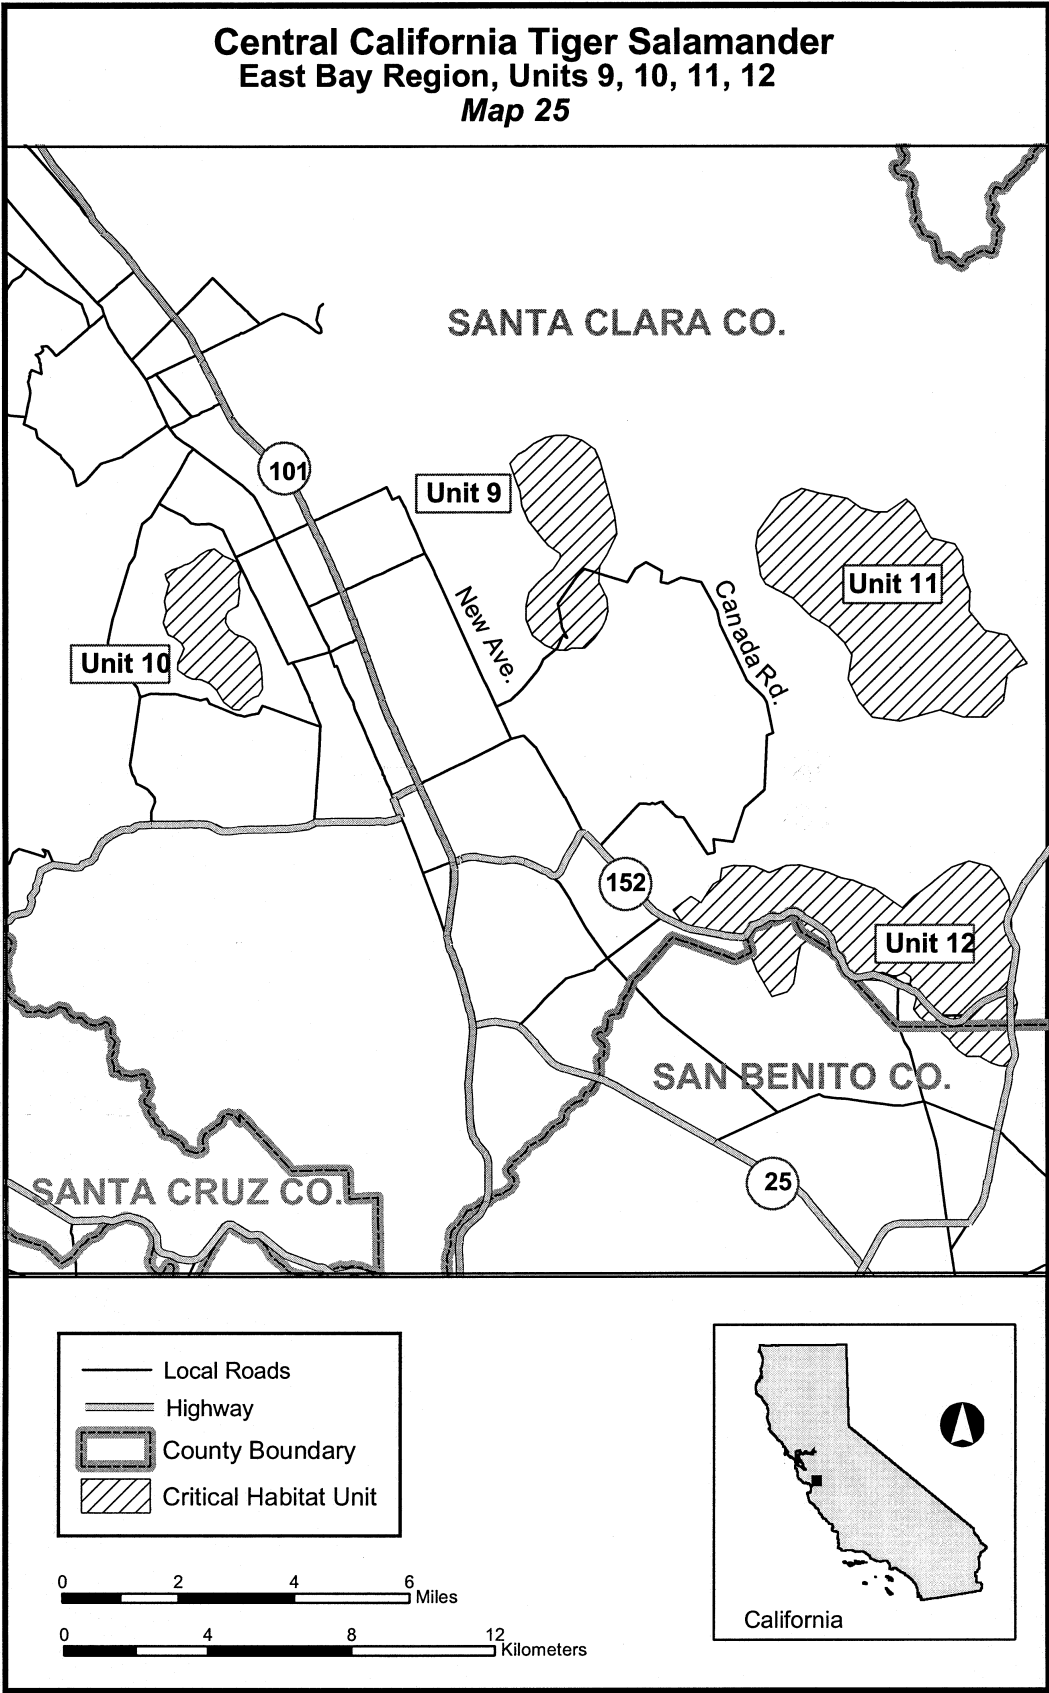 Central California Tiger Salamander
East Bay Region, Units 9, 10, 11, 12
Map 25
SANTA CLARA CO.
101
Unit 9
Unit 11
New Ave.
Canada Rd.
Unit 10
152
Unit 12
SAN BENITO CO.
25
SANTA CRUZ CO.
Local Roads
Highway
County Boundary
Critical Habitat Unit
0 2 4 6
Miles
0 4 8 12
Kilometers
California